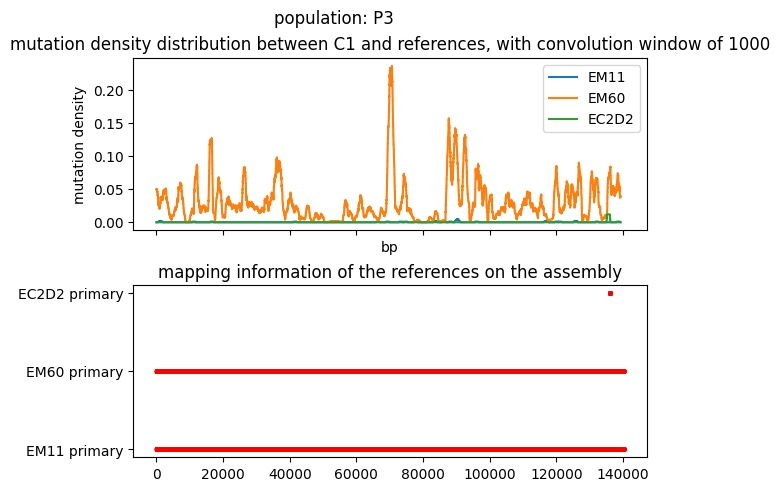 population: P3
mutation density distribution between C1 and references, with convolution window of 1000
mutation density
0.20
0.15
0.10
0.05
0.00
EM11
EM60
EC2D2
bp
mapping information of the references on the assembly
EC2D2 primary
EM60 primary
EM11 primary
0 20000 40000 60000 80000 100000 120000 140000